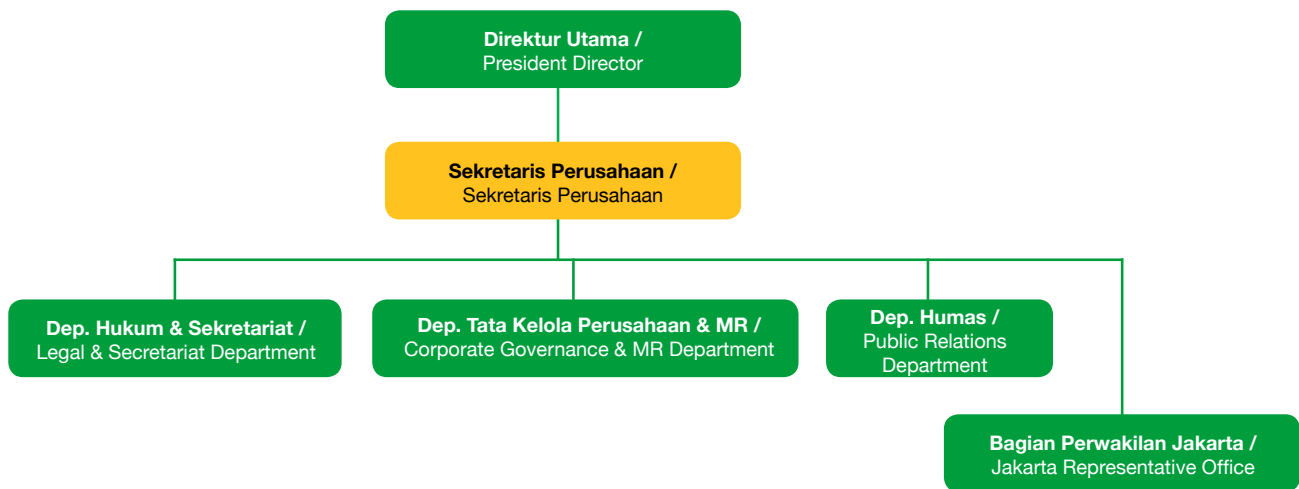 Direktur Utama /
President Director
Sekretaris Perusahaan /
Sekretaris Perusahaan
Dep. Hukum & Sekretariat /
Legal & Secretariat Department
Dep. Tata Kelola Perusahaan & MR /
Corporate Governance & MR Department
Dep. Humas /
Public Relations
Department
Bagian Perwakilan Jakarta /
Jakarta Representative Office